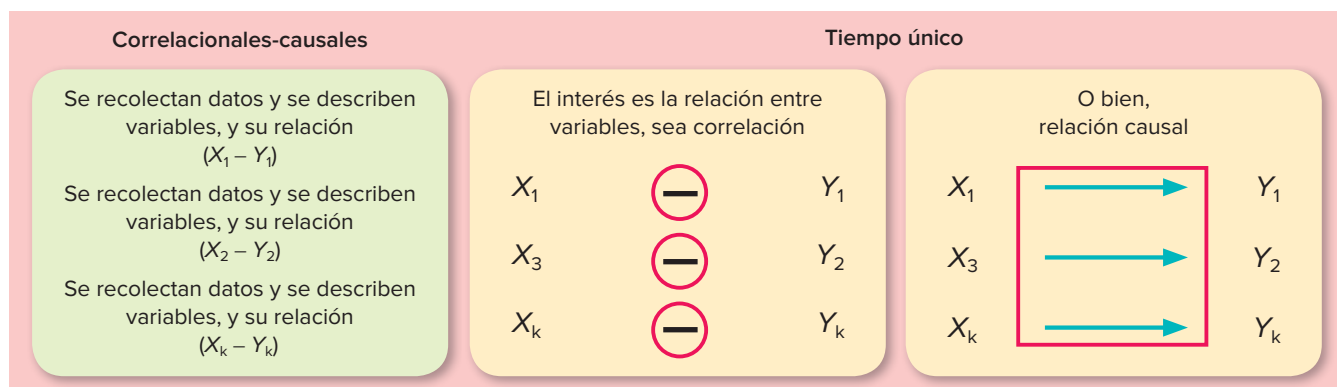 Correlacionales-causales
Tiempo único
Se recolectan datos y se describen
variables, y su relación
(X₁ – Y₁)
Se recolectan datos y se describen
variables, y su relación
(X₂ – Y₂)
Se recolectan datos y se describen
variables, y su relación
(Xₖ – Yₖ)
El interés es la relación entre
variables, sea correlación
X₁ — Y₁
X₃ — Y₂
Xₖ — Yₖ
O bien,
relación causal
X₁ Y₁
X₃ Y₂
Xₖ Yₖ